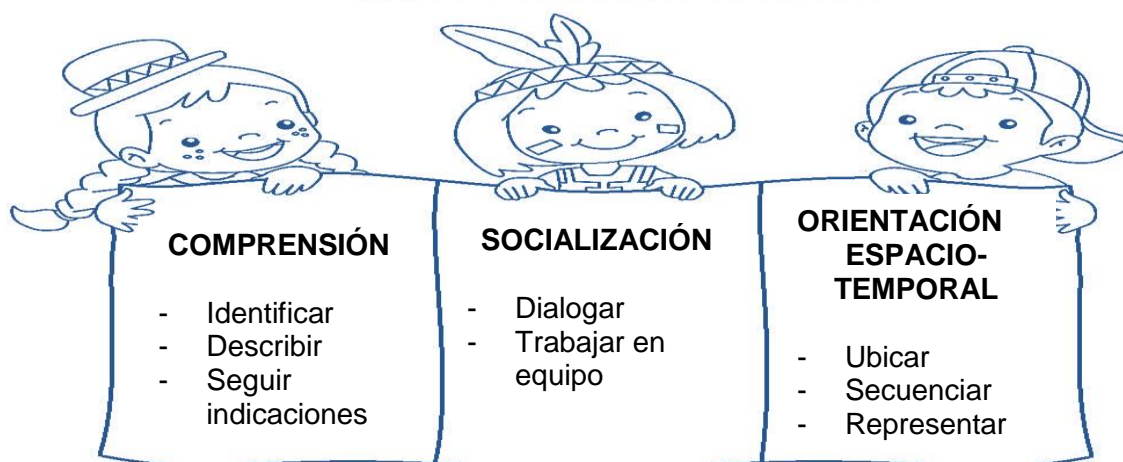 COMPRENSIÓN
- Identificar
- Describir
- Seguir
indicaciones
SOCIALIZACIÓN
- Dialogar
- Trabajar en
equipo
ORIENTACIÓN
ESPACIO-
TEMPORAL
- Ubicar
- Secuenciar
- Representar